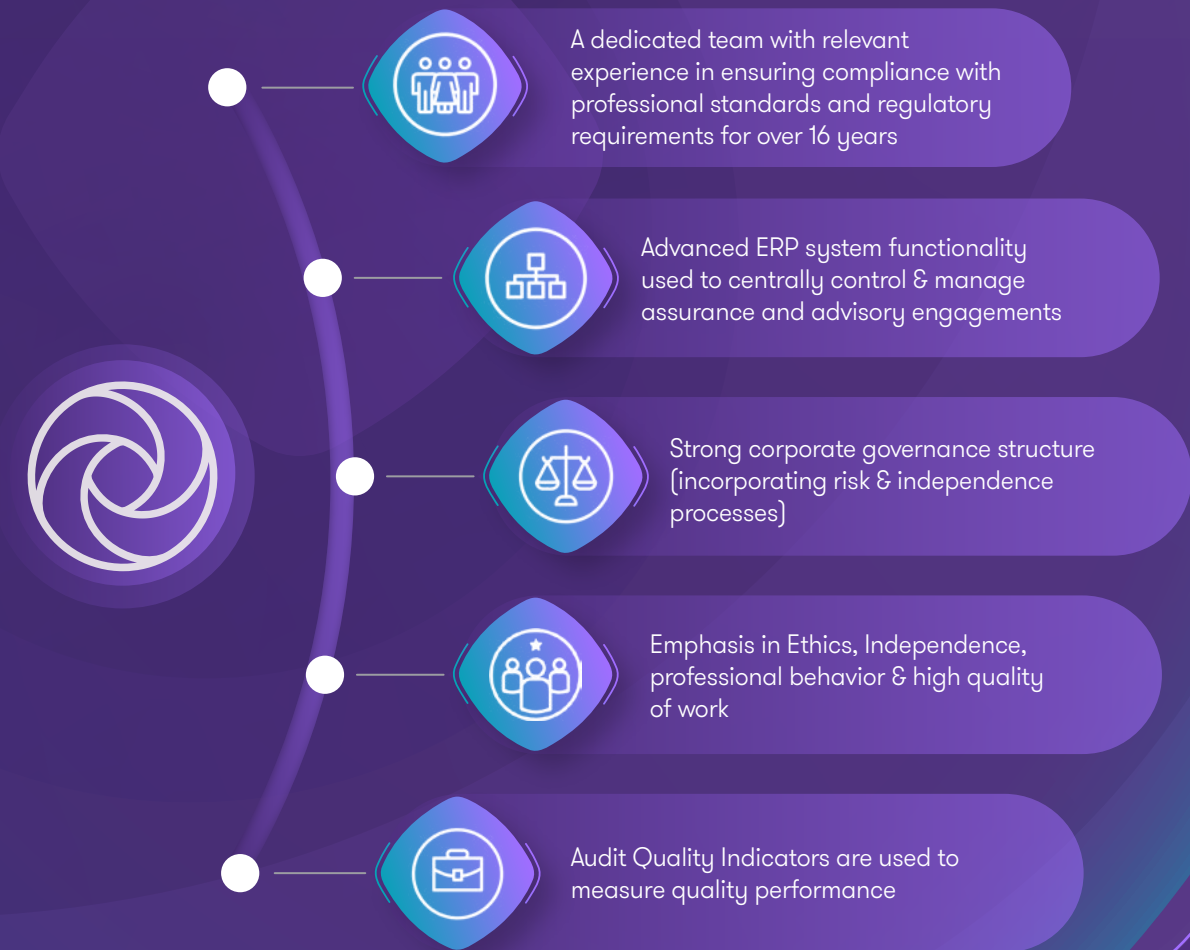 A dedicated team with relevant
experience in ensuring compliance with
professional standards and regulatory
requirements for over 16 years
Advanced ERP system functionality
used to centrally control & manage
assurance and advisory engagements
Strong corporate governance structure
(incorporating risk & independence
processes)
Emphasis in Ethics, Independence,
professional behavior & high quality
of work
Audit Quality Indicators are used to
measure quality performance